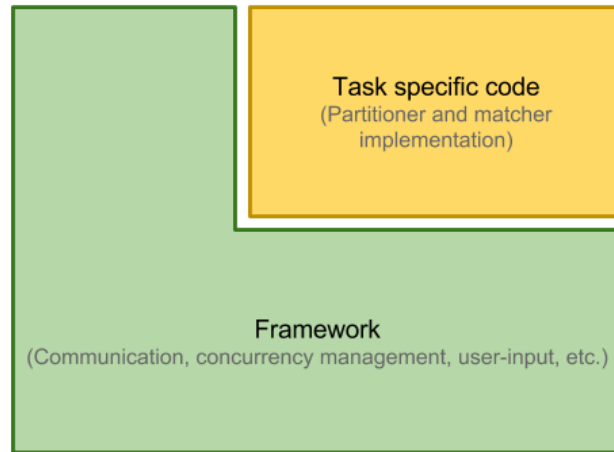 Task specific code
(Partitioner and matcher
implementation)
Framework
(Communication, concurrency management, user-input, etc.)